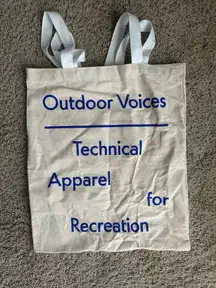 Outdoor Voices
Technical
Apparel
for
Recreation